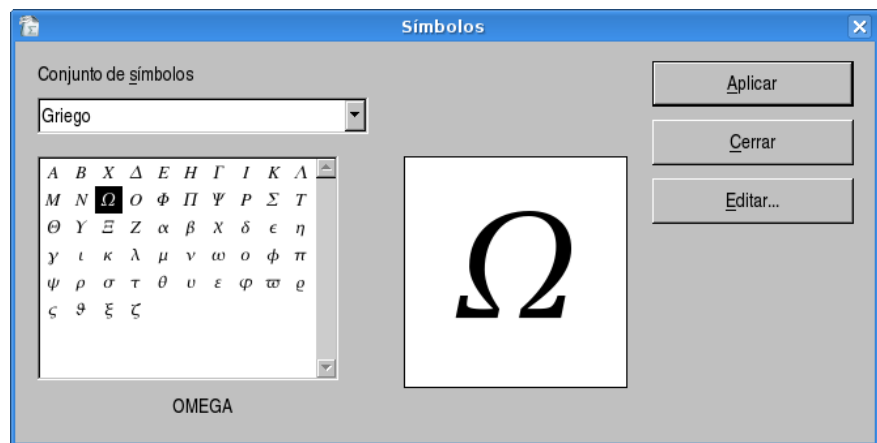 Símbolos
Conjunto de símbolos
Griego
Α Β Χ Δ Ε Η Γ Ι Κ Λ
Μ Ν Ω Ο Φ Π Ψ Ρ Σ Τ
Θ Υ Ξ Ζ α β χ δ ϵ η
γ ι κ λ μ ν ω ο ϕ π
ψ ρ σ τ θ υ ε φ ϖ ϱ
ς ϑ ξ ζ
OMEGA
Ω
Aplicar
Cerrar
Editar...